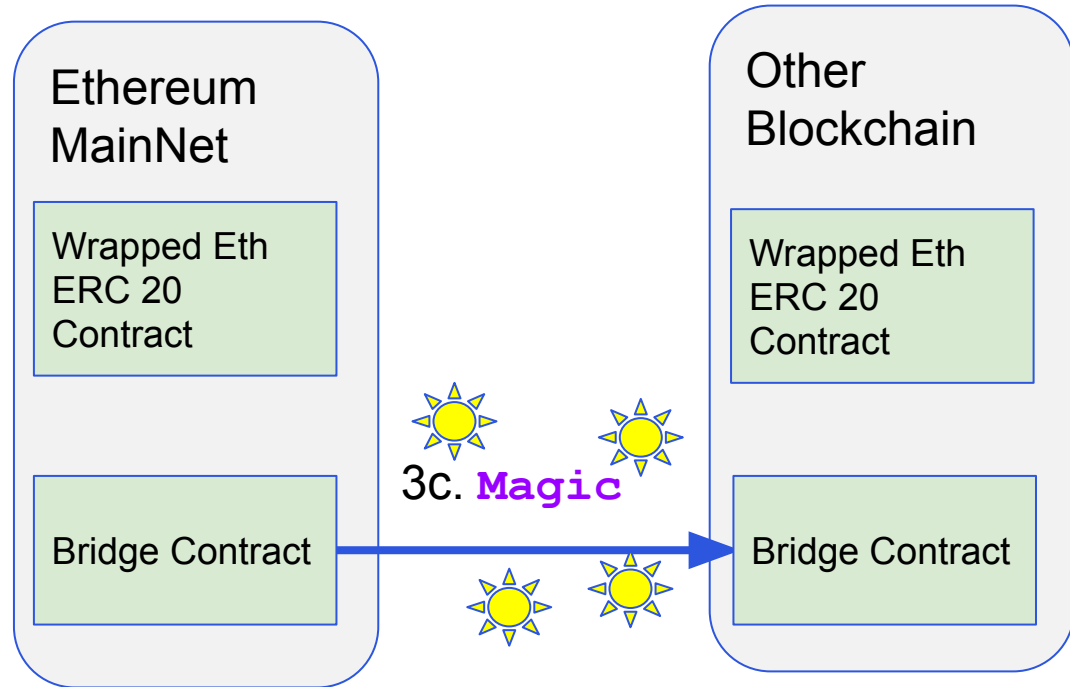 Ethereum
MainNet
Wrapped Eth
ERC 20
Contract
Bridge Contract
3c. Magic
Other
Blockchain
Wrapped Eth
ERC 20
Contract
Bridge Contract